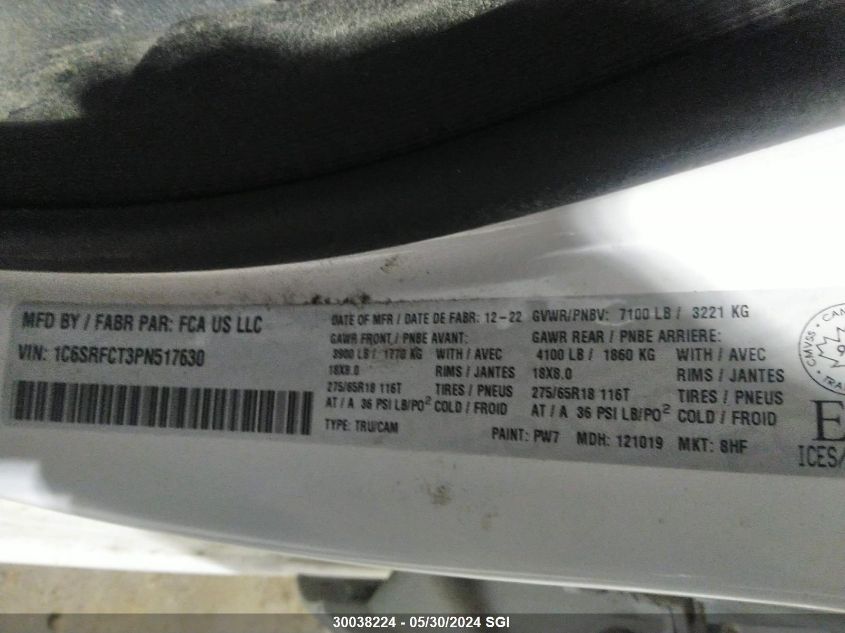 MFD BY / FABR PAR: FCA US LLC
VIN: 1C6SRFCT3PN517630
DATE OF MFR / DATE DE FABR: 12-22 GVWR/PNBV: 7100 LB / 3221 KG
GAWR FRONT / PNBE AVANT: GAWR REAR / PNBE ARRIERE:
3900 LB / 1770 KG WITH / AVEC 4100 LB / 1860 KG WITH / AVEC
18X8.0 RIMS / JANTES 18X8.0 RIMS / JANTES
275/65R18 116T TIRES / PNEUS 275/65R18 116T TIRES / PNEUS
AT / A 36 PSI LB/PO² COLD / FROID AT / A 36 PSI LB/PO² COLD / FROID
TYPE: TRU/CAM PAINT: PW7 MDH: 121019 MKT: 8HF
CMVSS
ICES/
30038224 - 05/30/2024 SGI